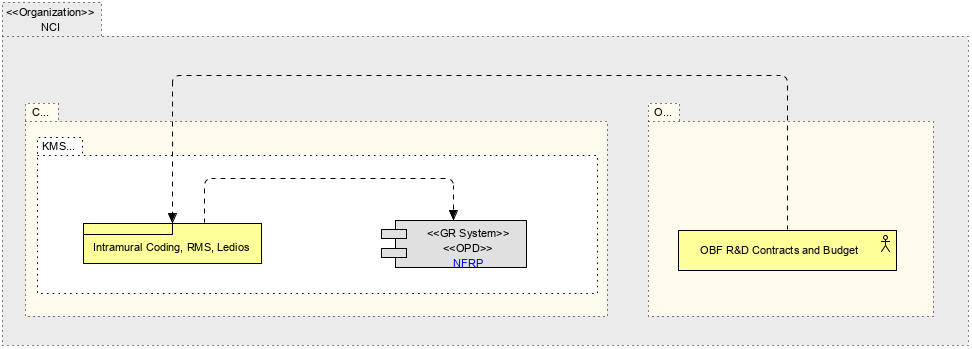 <<Organization>>
NCI
C...
O...
KMS...
Intramural Coding, RMS, Ledios
<<GR System>>
<<OPD>>
NFRP
OBF R&D Contracts and Budget